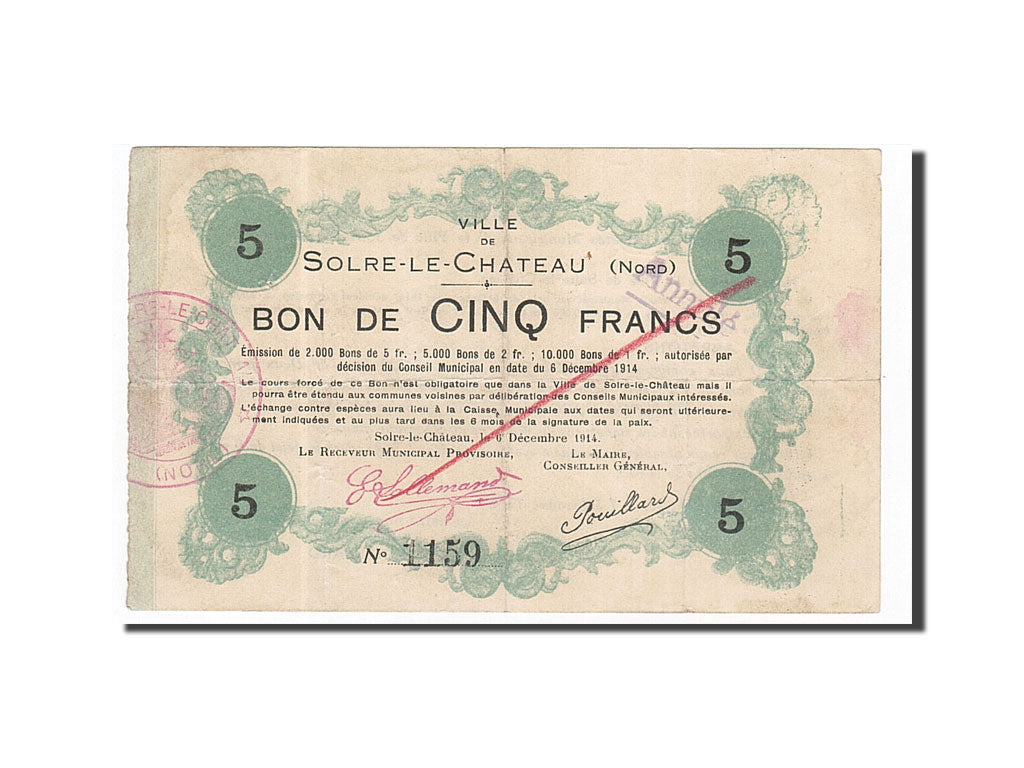 5
5
VILLE
DE
SOLRE-LE-CHATEAU (NORD)
Annulé
BON DE CINQ FRANCS
Émission de 2.000 Bons de 5 fr. ; 5.000 Bons de 2 fr. ; 10.000 Bons de 1 fr. ; autorisée par
décision du Conseil Municipal en date du 6 Décembre 1914
Le cours forcé de ce Bon n'est obligatoire que dans la Ville de Solre-le-Château mais il
pourra être étendu aux communes voisines par délibération des Conseils Municipaux intéressés.
L'échange contre espèces aura lieu à la Caisse Municipale aux dates qui seront ultérieure-
ment indiquées et au plus tard dans les 6 mois de la signature de la paix.
Solre-le-Château, le 6 Décembre 1914.
LE RECEVEUR MUNICIPAL PROVISOIRE,
LE MAIRE,
CONSEILLER GÉNÉRAL,
(NORD)
5
5
Pouillard
No 1159